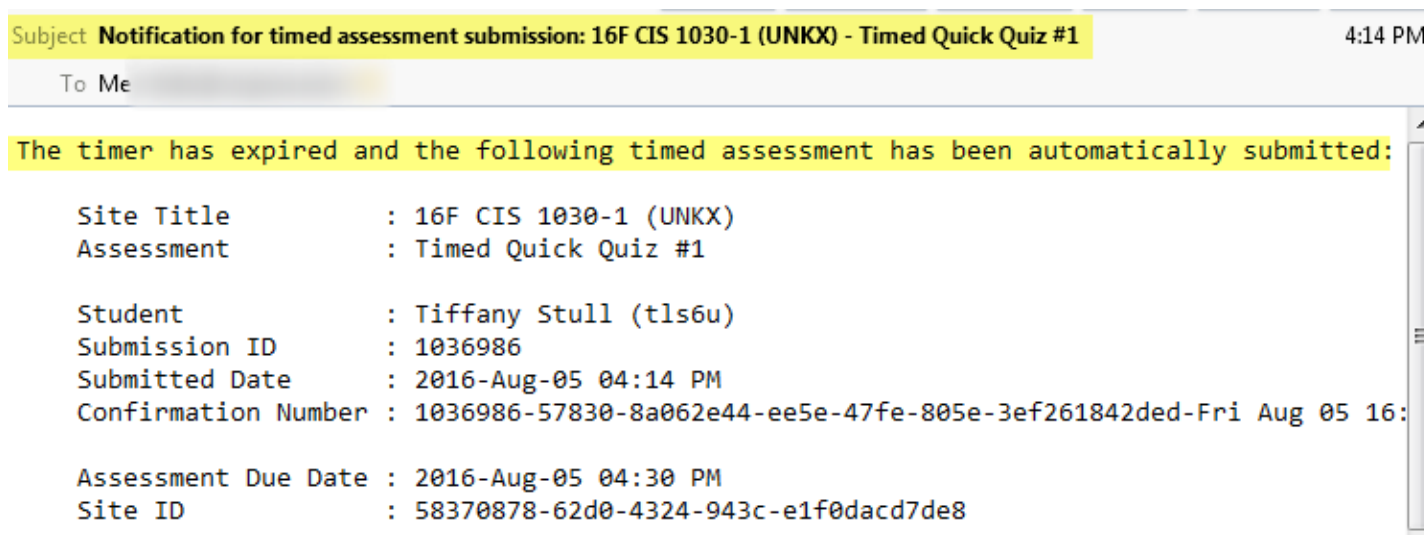 Subject Notification for timed assessment submission: 16F CIS 1030-1 (UNKX) - Timed Quick Quiz #1 4:14 PM
To Me
The timer has expired and the following timed assessment has been automatically submitted:
Site Title : 16F CIS 1030-1 (UNKX)
Assessment : Timed Quick Quiz #1
Student : Tiffany Stull (tls6u)
Submission ID : 1036986
Submitted Date : 2016-Aug-05 04:14 PM
Confirmation Number : 1036986-57830-8a062e44-ee5e-47fe-805e-3ef261842ded-Fri Aug 05 16:
Assessment Due Date : 2016-Aug-05 04:30 PM
Site ID : 58370878-62d0-4324-943c-e1f0dacd7de8